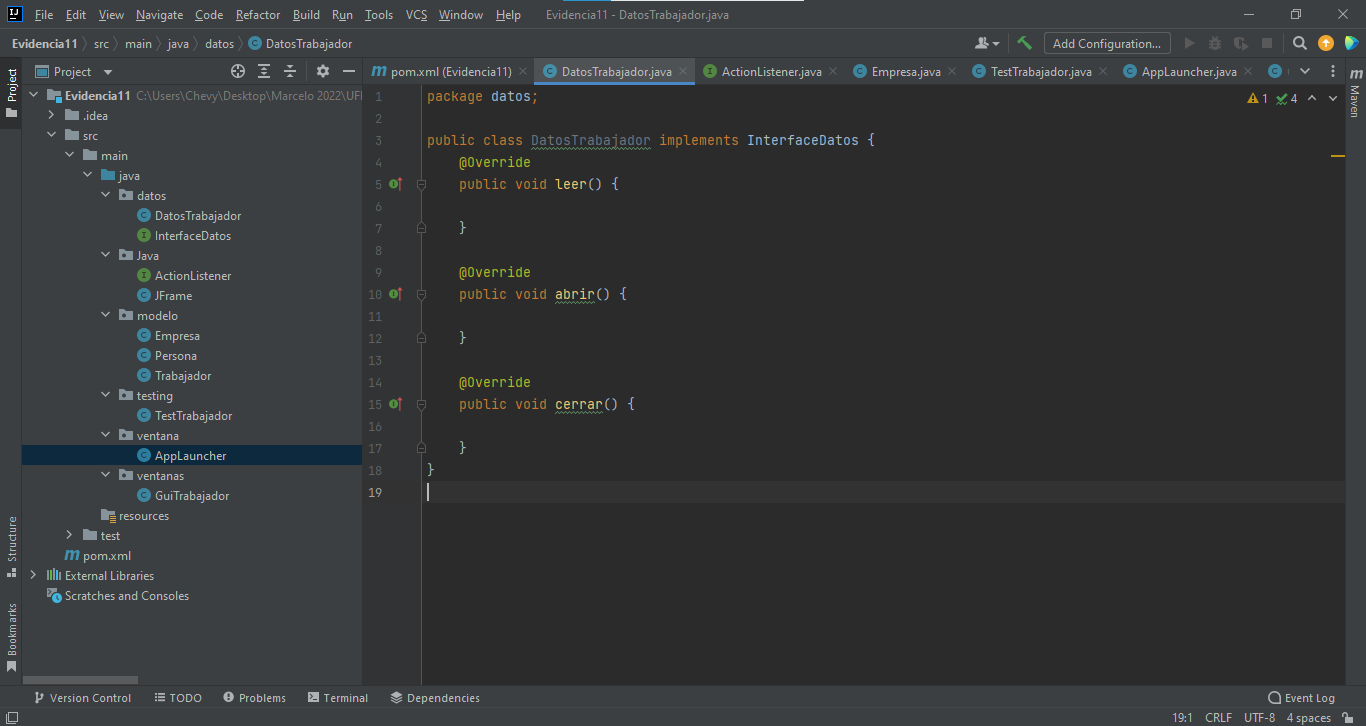 File Edit View Navigate Code Refactor Build Run Tools VCS Window Help Evidencia11 - DatosTrabajador.java
Evidencia11 src main java datos DatosTrabajador Add Configuration...
Project
pom.xml (Evidencia11) DatosTrabajador.java ActionListener.java Empresa.java TestTrabajador.java AppLauncher.java
Project
Structure
Bookmarks
Maven
Evidencia11 C:\Users\Chevy\Desktop\Marcelo 2022\UFI
.idea
src
main
java
datos
DatosTrabajador
InterfaceDatos
Java
ActionListener
JFrame
modelo
Empresa
Persona
Trabajador
testing
TestTrabajador
ventana
AppLauncher
ventanas
GuiTrabajador
resources
test
pom.xml
External Libraries
Scratches and Consoles
1 package datos; 1 4
2
3 public class DatosTrabajador implements InterfaceDatos {
4 @Override
5 public void leer() {
6
7 }
8
9 @Override
10 public void abrir() {
11
12 }
13
14 @Override
15 public void cerrar() {
16
17 }
18 }
19
Version Control TODO Problems Terminal Dependencies Event Log
19:1 CRLF UTF-8 4 spaces